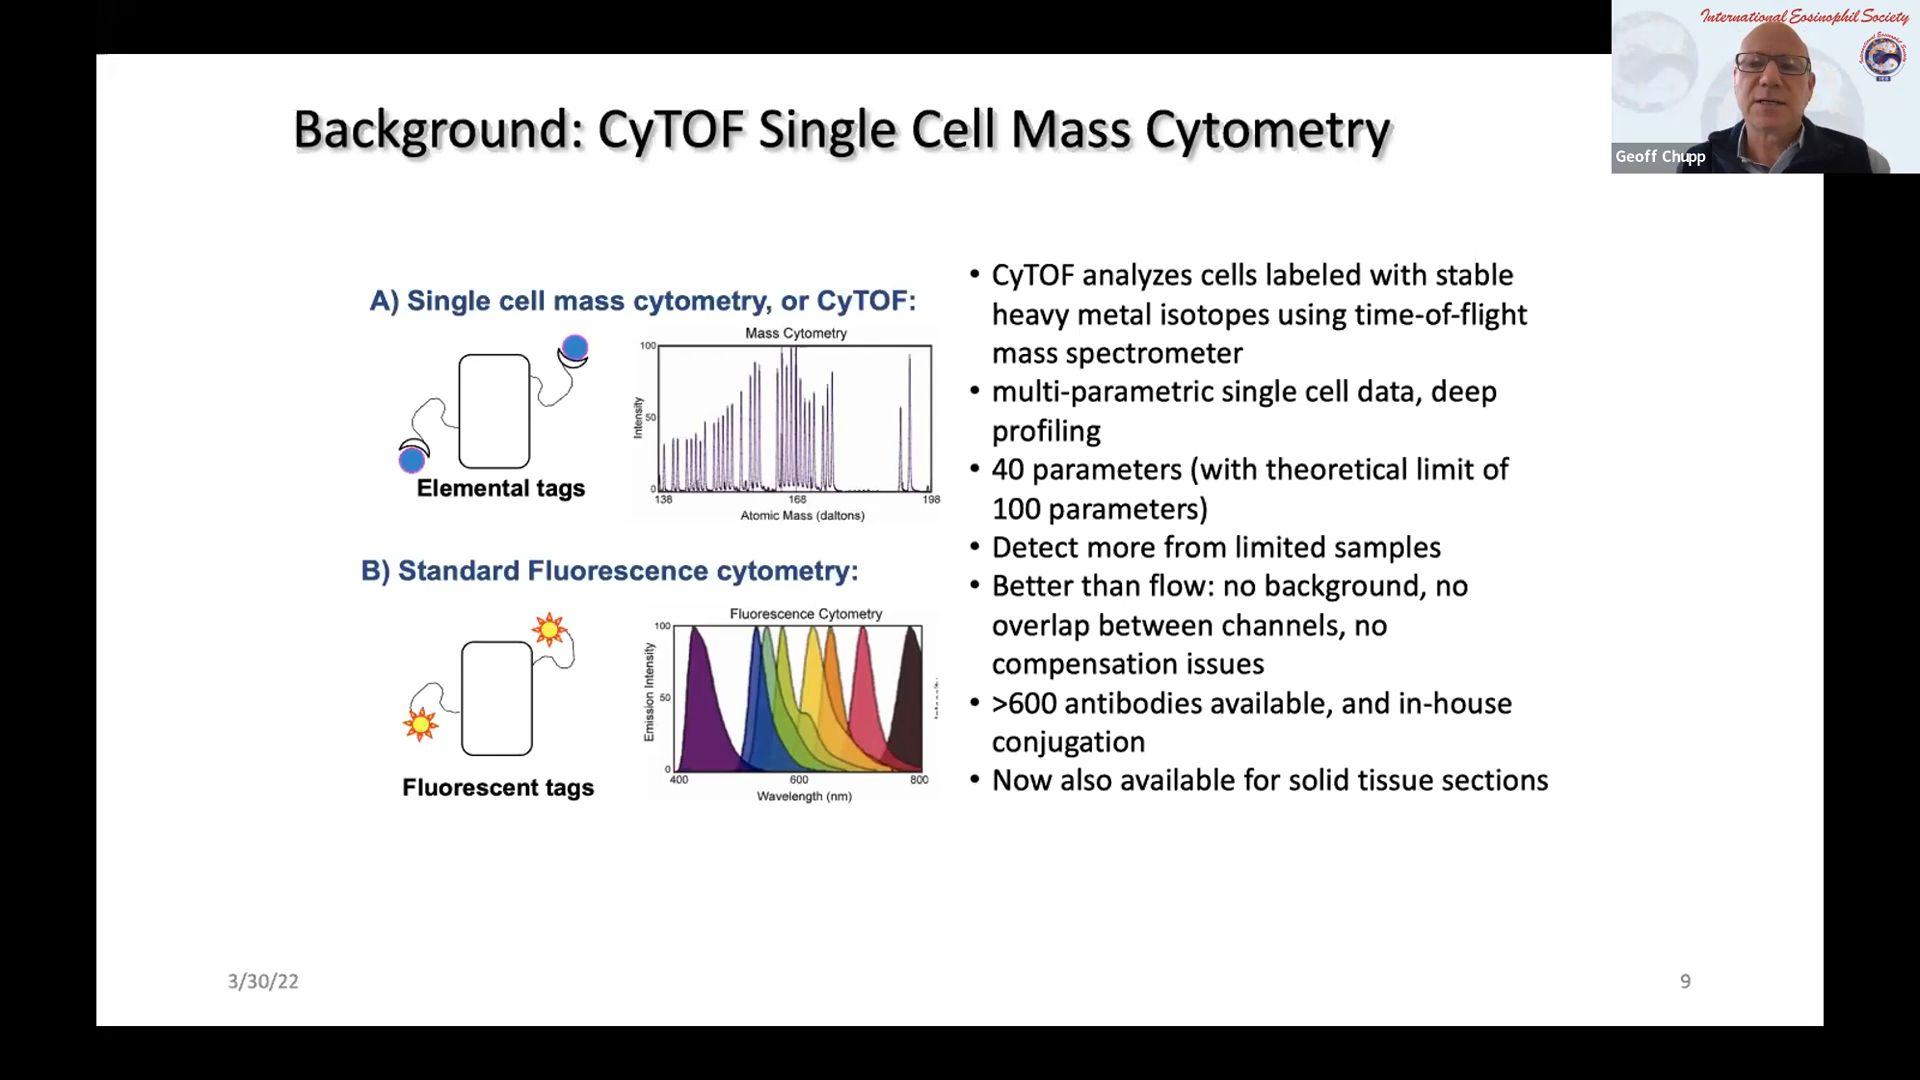 International Eosinophil Society
Geoff Chupp
Background: CyTOF Single Cell Mass Cytometry
A) Single cell mass cytometry, or CyTOF:
Mass Cytometry
100
50
0
Intensity
138
168
198
Atomic Mass (daltons)
Elemental tags
B) Standard Fluorescence cytometry:
Fluorescence Cytometry
100
50
0
Emission Intensity
400
600
800
Wavelength (nm)
Fluorescent tags
• CyTOF analyzes cells labeled with stable
heavy metal isotopes using time-of-flight
mass spectrometer
• multi-parametric single cell data, deep
profiling
• 40 parameters (with theoretical limit of
100 parameters)
• Detect more from limited samples
• Better than flow: no background, no
overlap between channels, no
compensation issues
• >600 antibodies available, and in-house
conjugation
• Now also available for solid tissue sections
3/30/22
9